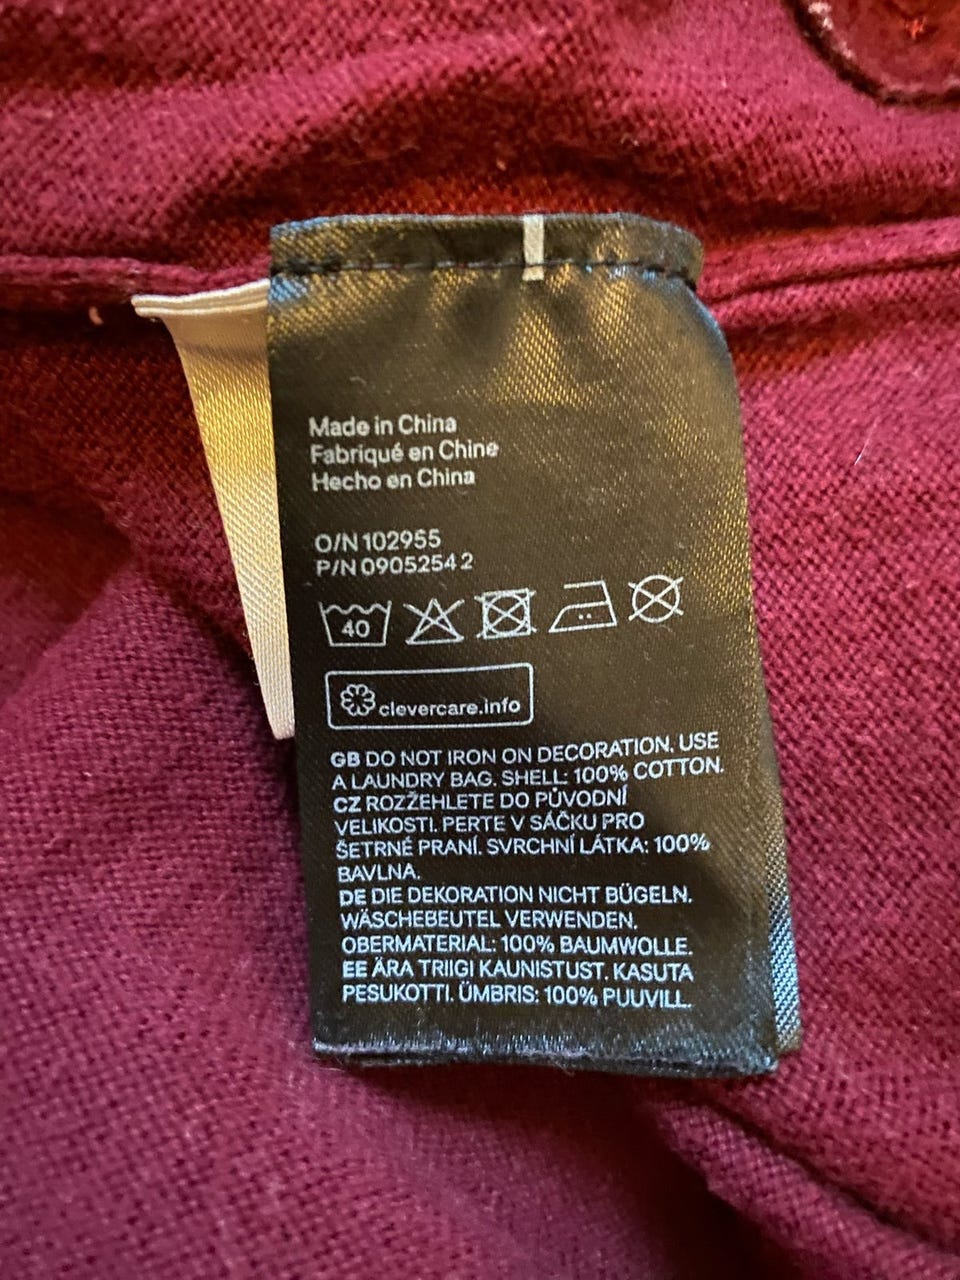 Made in China
Fabriqué en Chine
Hecho en China
O/N 102955
P/N 09052542
40
clevercare.info
GB DO NOT IRON ON DECORATION. USE
A LAUNDRY BAG. SHELL: 100% COTTON.
CZ ROZŽEHLETE DO PŮVODNÍ
VELIKOSTI. PERTE V SÁČKU PRO
ŠETRNÉ PRANÍ. SVRCHNÍ LÁTKA: 100%
BAVLNA.
DE DIE DEKORATION NICHT BÜGELN.
WÄSCHEBEUTEL VERWENDEN.
OBERMATERIAL: 100% BAUMWOLLE.
EE ÄRA TRIIGI KAUNISTUST. KASUTA
PESUKOTTI. ÜMBRIS: 100% PUUVILL.